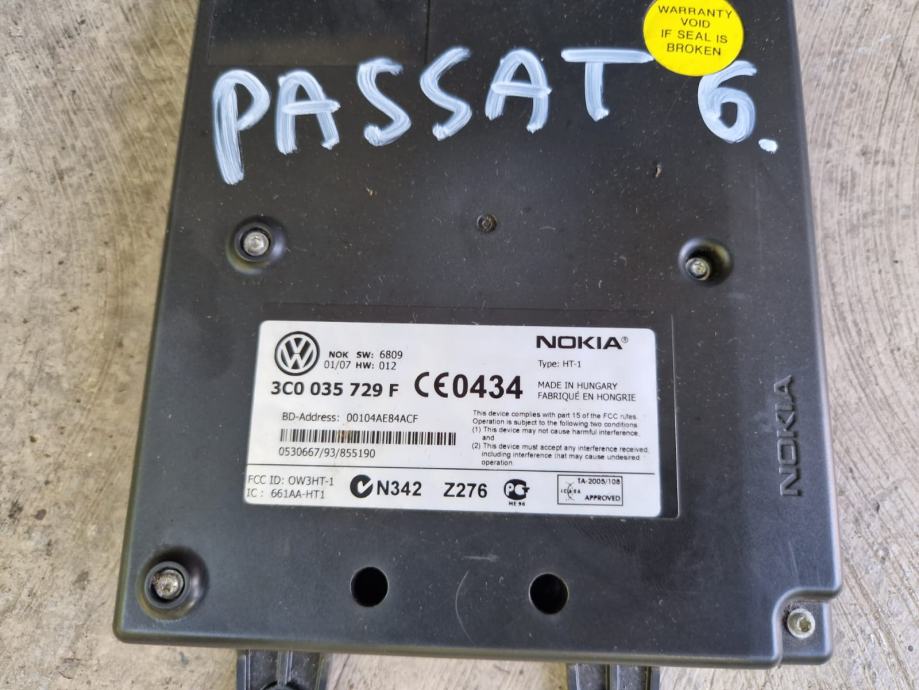 WARRANTY
VOID
IF SEAL IS
BROKEN
PASSAT 6.
NOK SW: 6809
01/07 HW: 012
3C0 035 729 F
CE0434
NOKIA®
Type: HT-1
MADE IN HUNGARY
FABRIQUÉ EN HONGRIE
BD-Address: 00104AE84ACF
0530667/93/855190
This device complies with part 15 of the FCC rules.
Operation is subject to the following two conditions
(1) This device may not cause harmful interference,
and
(2) This device must accept any interference received,
including interference that may cause undesired
operation.
FCC ID: OW3HT-1
IC : 661AA-HT1
N342
Z276
ME 96
TA-2005/108
ICASA
APPROVED
NOKIA